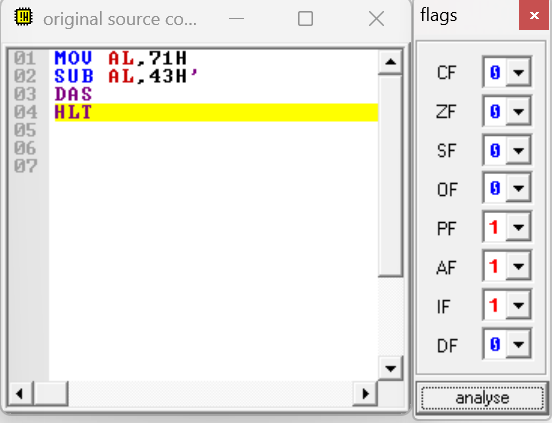 original source co...
01 MOV AL,71H
02 SUB AL,43H'
03 DAS
04 HLT
05
06
07
flags
CF 0
ZF 0
SF 0
OF 0
PF 1
AF 1
IF 1
DF 0
analyse